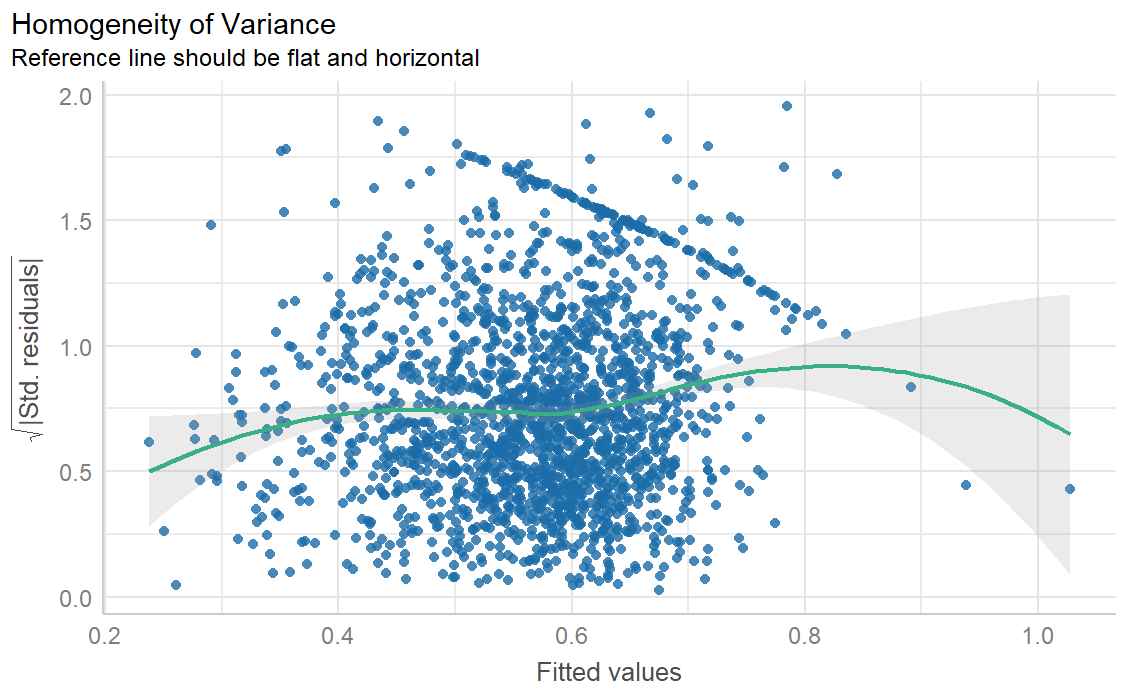 Homogeneity of Variance
Reference line should be flat and horizontal
√|Std. residuals|
2.0
1.5
1.0
0.5
0.0
0.2
0.4
0.6
0.8
1.0
Fitted values